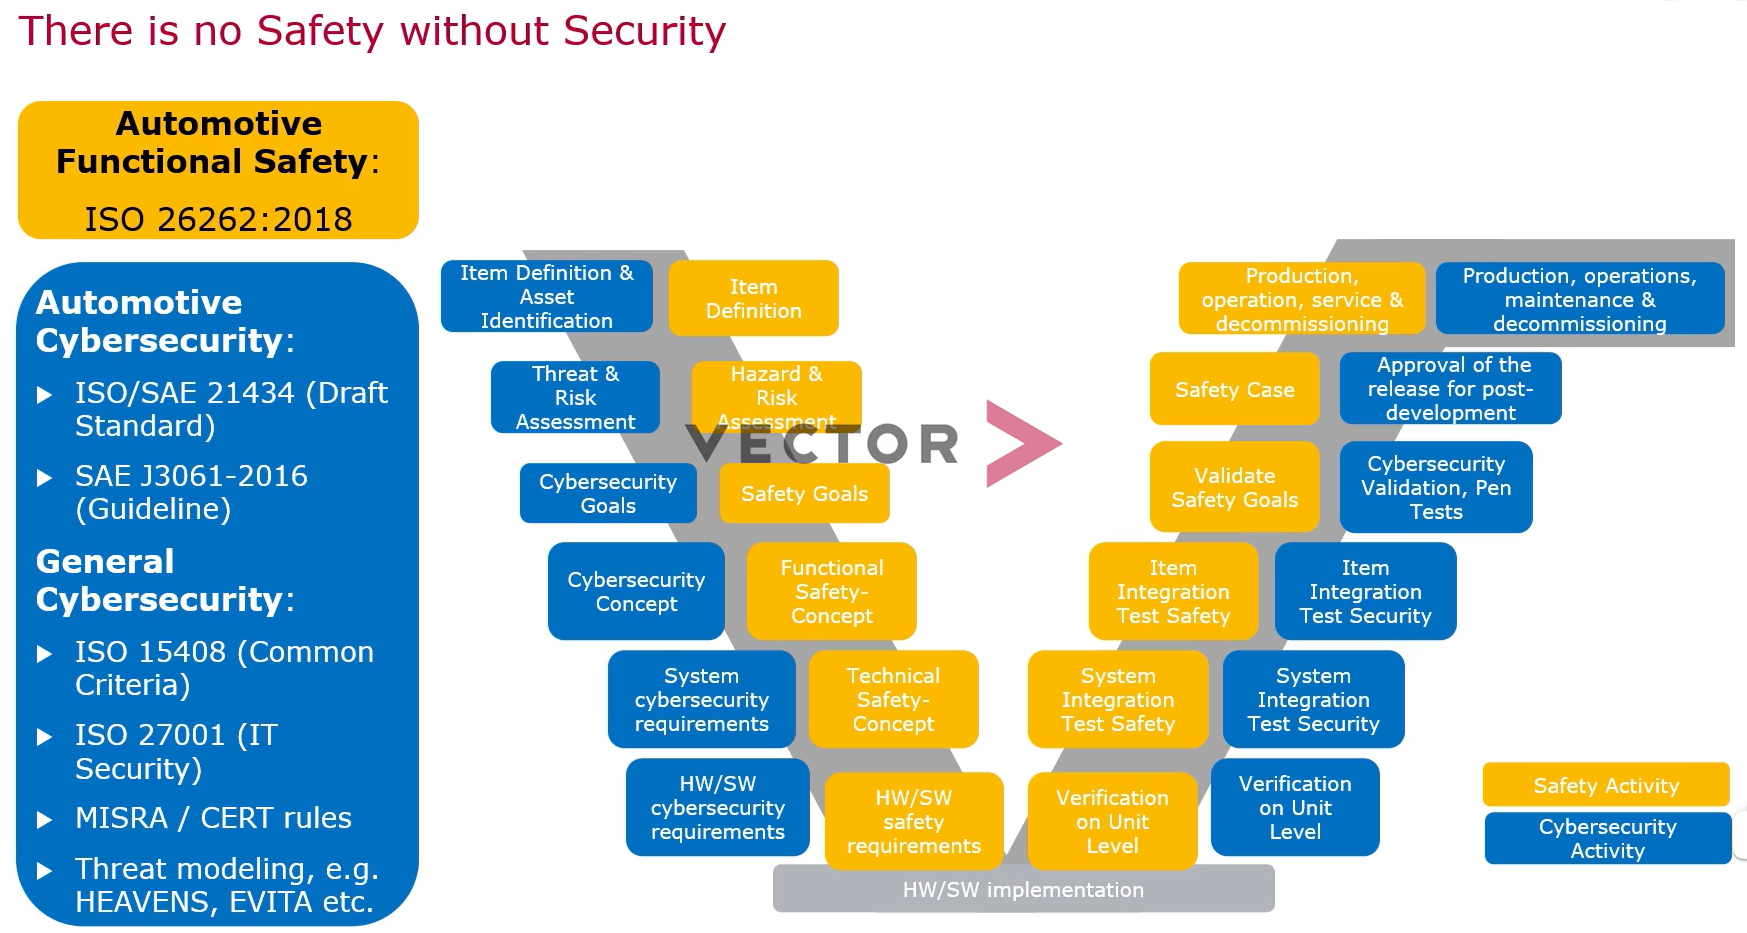 There is no Safety without Security
Automotive
Functional Safety:
ISO 26262:2018
Automotive
Cybersecurity:
ISO/SAE 21434 (Draft
Standard)
SAE J3061-2016
(Guideline)
General
Cybersecurity:
ISO 15408 (Common
Criteria)
ISO 27001 (IT
Security)
MISRA / CERT rules
Threat modeling, e.g.
HEAVENS, EVITA etc.
Item Definition &
Asset
Identification
Item
Definition
Threat &
Risk
Assessment
Hazard &
Risk
Assessment
VECTOR
Cybersecurity
Goals
Safety Goals
Cybersecurity
Concept
Functional
Safety-
Concept
System
cybersecurity
requirements
Technical
Safety-
Concept
HW/SW
cybersecurity
requirements
HW/SW
safety
requirements
HW/SW implementation
Production,
operation, service &
decommissioning
Production, operations,
maintenance &
decommissioning
Safety Case
Approval of the
release for post-
development
Validate
Safety Goals
Cybersecurity
Validation, Pen
Tests
Item
Integration
Test Safety
Item
Integration
Test Security
System
Integration
Test Safety
System
Integration
Test Security
Verification
on Unit
Level
Verification
on Unit
Level
Safety Activity
Cybersecurity
Activity